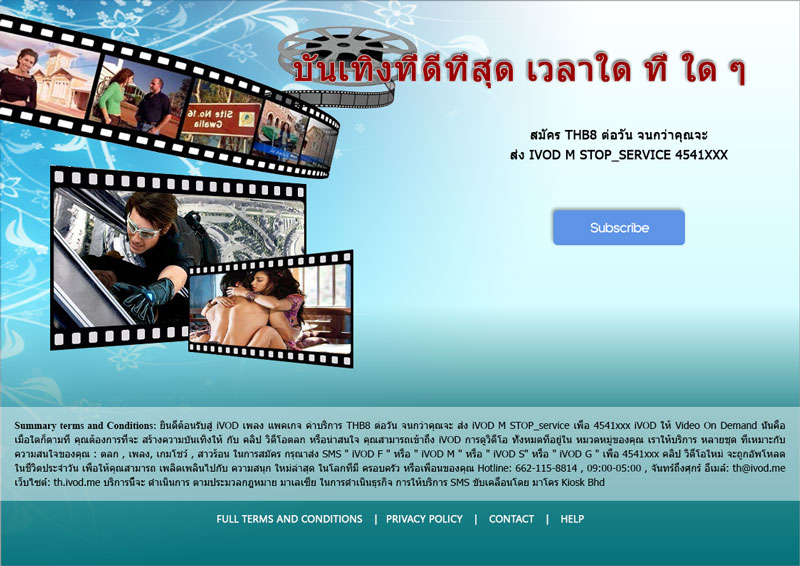 บันเทิงที่ดีที่สุด เวลาใด ที่ ใด ๆ
Site No.16
Gwalia
สมัคร THB8 ต่อวัน จนกว่าคุณจะ
ส่ง IVOD M STOP_SERVICE 4541XXX
Subscribe
Summary terms and Conditions: ยินดีต้อนรับสู่ iVOD เพลง แพคเกจ ค่าบริการ THB8 ต่อวัน จนกว่าคุณจะ ส่ง iVOD M STOP_service เพื่อ 4541xxx iVOD ให้ Video On Demand นั่นคือ
เมื่อใดก็ตามที่ คุณต้องการที่จะ สร้างความบันเทิงให้ กับ คลิป วิดีโอตลก หรือน่าสนใจ คุณสามารถเข้าถึง iVOD การดูวิดีโอ ทั้งหมดที่อยู่ใน หมวดหมู่ของคุณ เราให้บริการ หลายชุด ที่เหมาะกับ
ความสนใจของคุณ : ตลก , เพลง, เกมโชว์ , สาวร้อน ในการสมัคร กรุณาส่ง SMS " iVOD F " หรือ " iVOD M " หรือ " iVOD S" หรือ " iVOD G " เพื่อ 4541xxx คลิป วิดีโอใหม่ จะถูกอัพโหลด
ในชีวิตประจำวัน เพื่อให้คุณสามารถ เพลิดเพลินไปกับ ความสนุก ใหม่ล่าสุด ในโลกที่มี ครอบครัว หรือเพื่อนของคุณ Hotline: 662-115-8814 , 09:00-05:00 , จันทร์ถึงศุกร์ อีเมล์: th@ivod.me
เว็บไซต์: th.ivod.me บริการนี้จะ ดำเนินการ ตามประมวลกฎหมาย มาเลเซีย ในการดำเนินธุรกิจ การให้บริการ SMS ขับเคลื่อนโดย มาโคร Kiosk Bhd
FULL TERMS AND CONDITIONS | PRIVACY POLICY | CONTACT | HELP